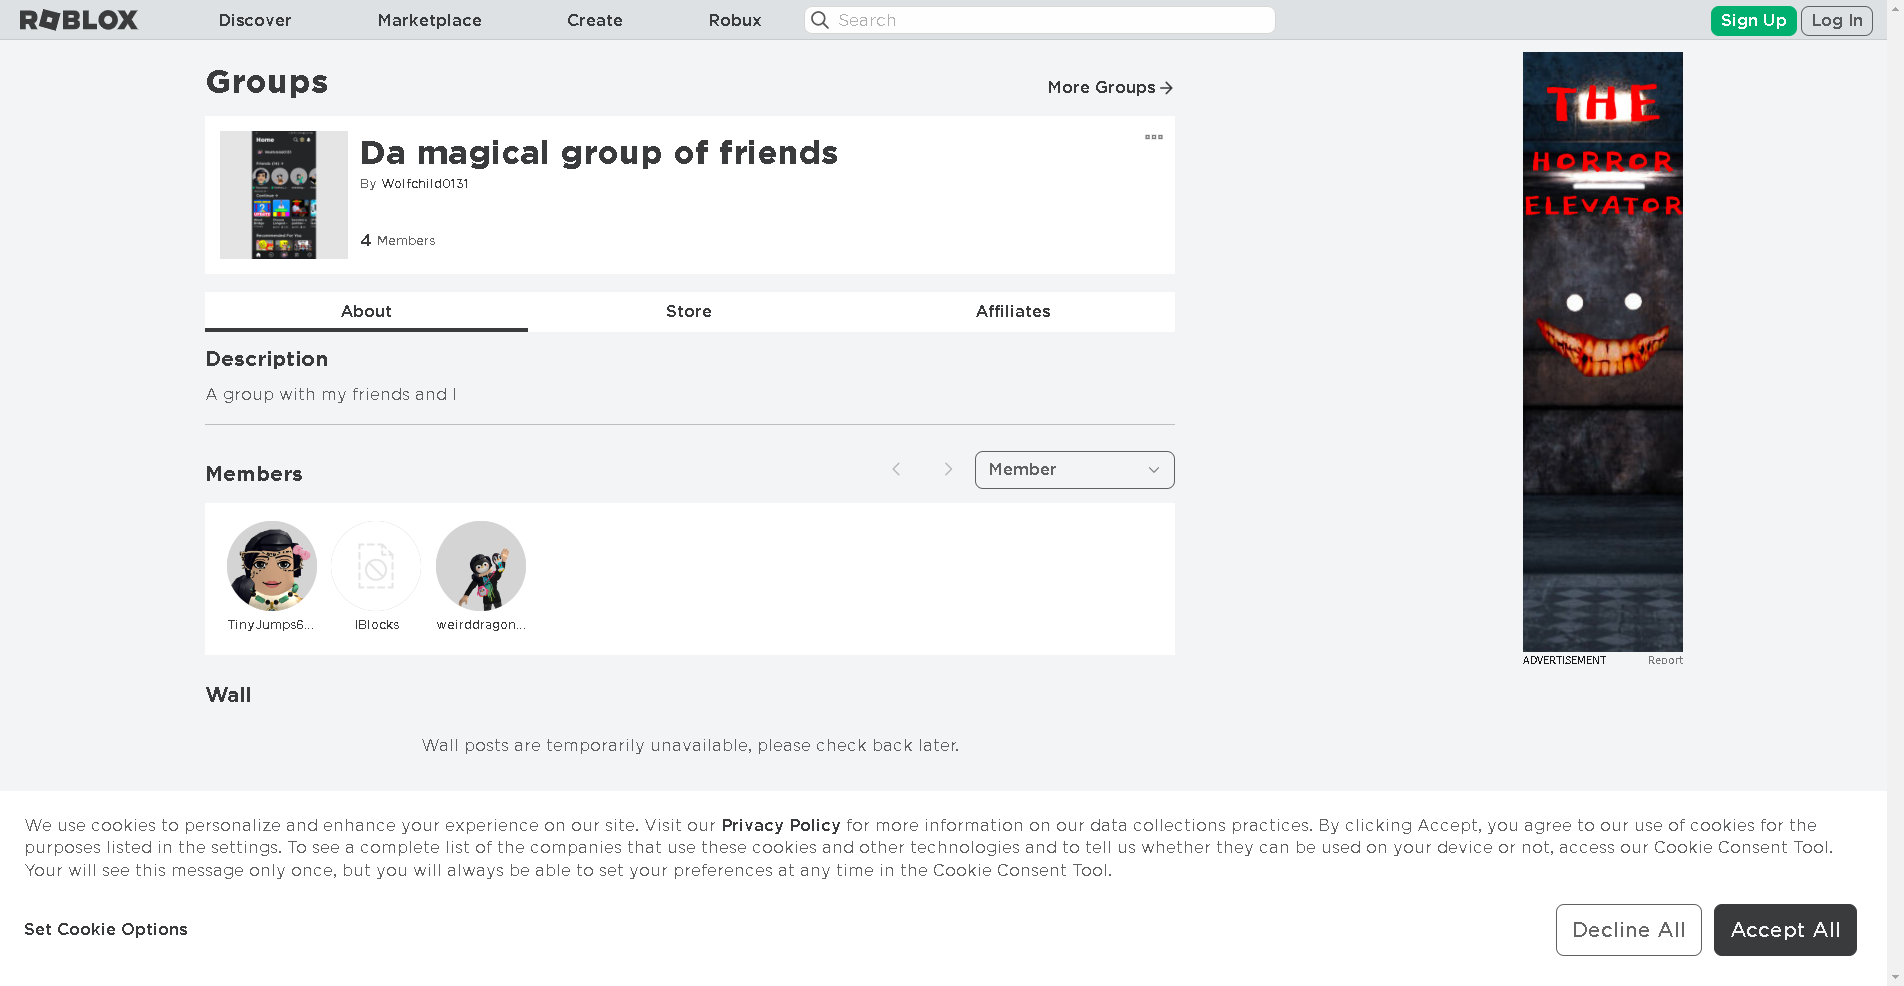 ROBLOX
Discover
Marketplace
Create
Robux
Search
Sign Up
Log In
Groups
More Groups
Da magical group of friends
By Wolfchild0131
4 Members
About
Store
Affiliates
Description
A group with my friends and I
Members
Member
TinyJumps6...
IBlocks
weirddragon...
Wall
Wall posts are temporarily unavailable, please check back later.
THE
HORROR
ELEVATOR
ADVERTISEMENT
Report
We use cookies to personalize and enhance your experience on our site. Visit our Privacy Policy for more information on our data collections practices. By clicking Accept, you agree to our use of cookies for the
purposes listed in the settings. To see a complete list of the companies that use these cookies and other technologies and to tell us whether they can be used on your device or not, access our Cookie Consent Tool.
Your will see this message only once, but you will always be able to set your preferences at any time in the Cookie Consent Tool.
Set Cookie Options
Decline All
Accept All